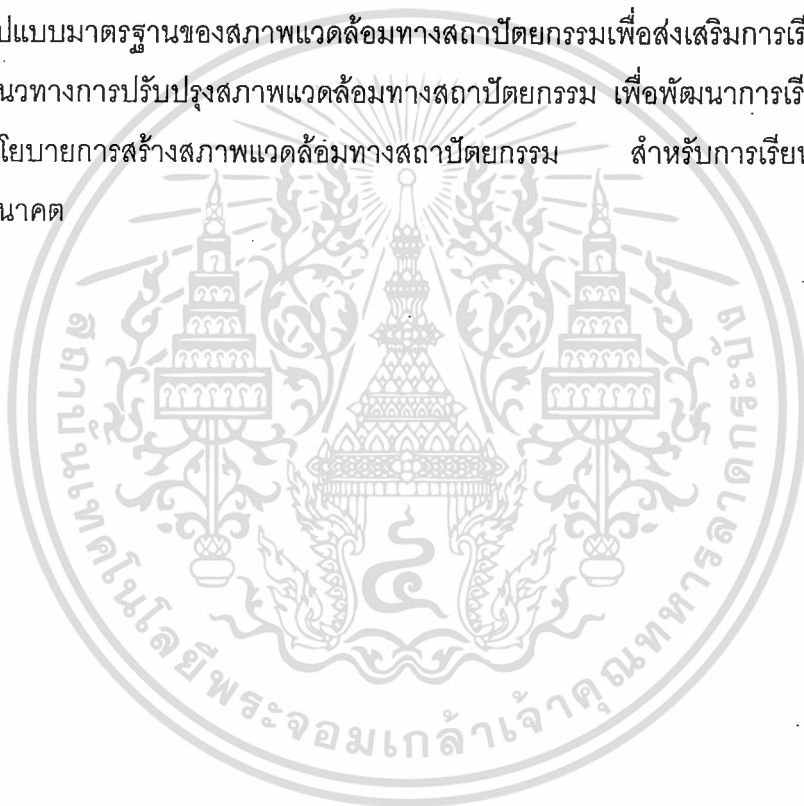 ปแบบมาตรฐานของสภาพแวดล้อมทางสถาปัตยกรรมเพื่อส่งเสริมการเรี
นวทางการปรับปรุงสภาพแวดล้อมทางสถาปัตยกรรม เพื่อพัฒนาการเรี
โยบายการสร้างสภาพแวดล้อมทางสถาปัตยกรรม สำหรับการเรียน
นาคต
สถาบันเทคโนโลยีพระจอมเกล้าเจ้าคุณทหารลาดกระบัง